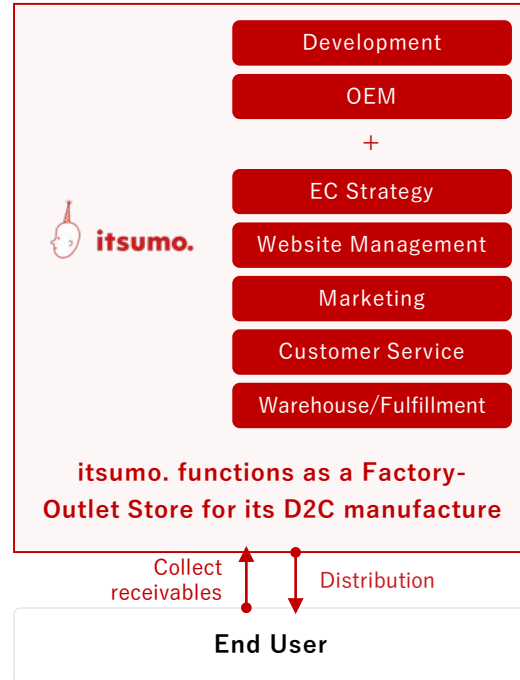 Development
OEM
+
EC Strategy
itsumo.
Website Management
Marketing
Customer Service
Warehouse/Fulfillment
itsumo. functions as a Factory-
Outlet Store for its D2C manufacture
Collect
receivables
Distribution
End User